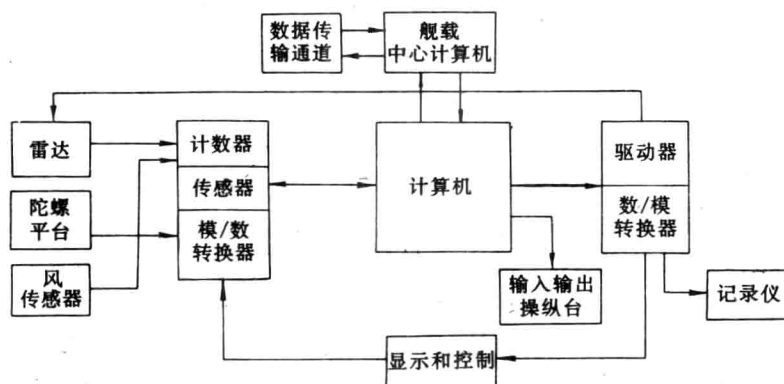 数据传
输通道
舰载
中心计算机
雷达
计数器
传感器
模/数
转换器
陀螺
平台
风
传感器
计算机
驱动器
数/模
转换器
输入输出
操纵台
记录仪
显示和控制